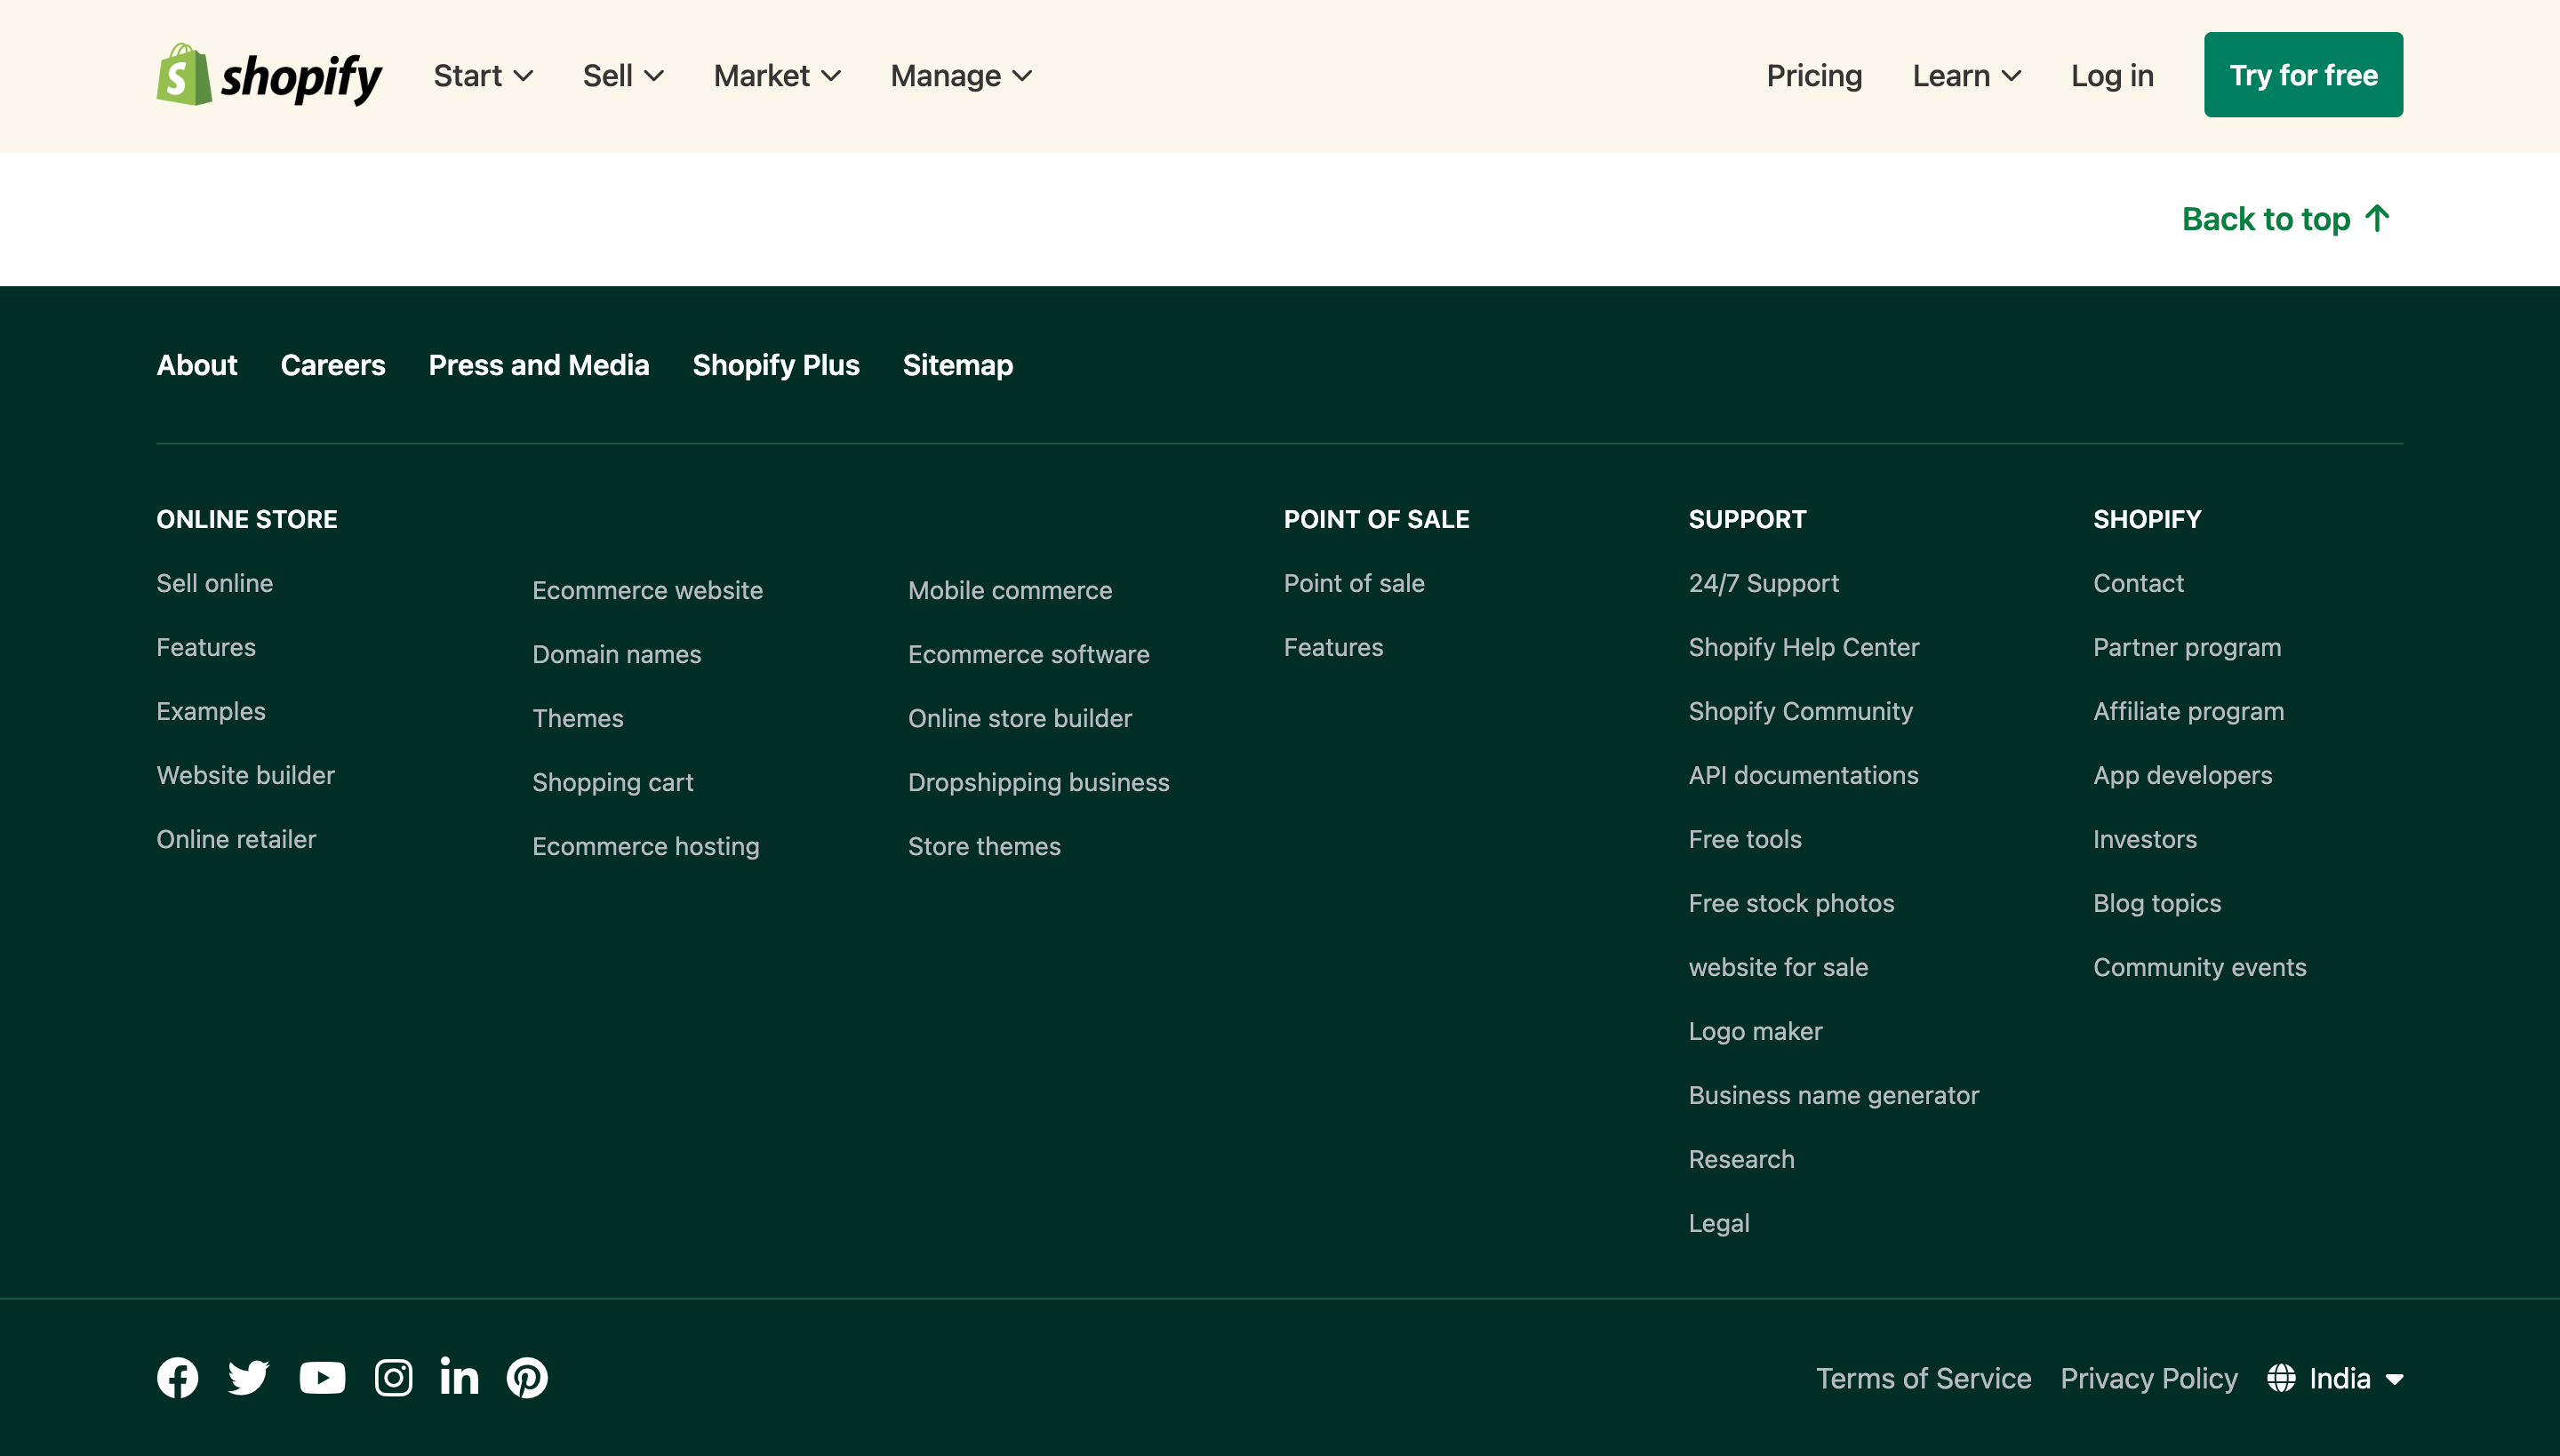 shopify Start Sell Market Manage Pricing Learn Log in Try for free
Back to top
About Careers Press and Media Shopify Plus Sitemap
ONLINE STORE
Sell online
Features
Examples
Website builder
Online retailer
Ecommerce website
Domain names
Themes
Shopping cart
Ecommerce hosting
Mobile commerce
Ecommerce software
Online store builder
Dropshipping business
Store themes
POINT OF SALE
Point of sale
Features
SUPPORT
24/7 Support
Shopify Help Center
Shopify Community
API documentations
Free tools
Free stock photos
website for sale
Logo maker
Business name generator
Research
Legal
SHOPIFY
Contact
Partner program
Affiliate program
App developers
Investors
Blog topics
Community events
Terms of Service Privacy Policy India